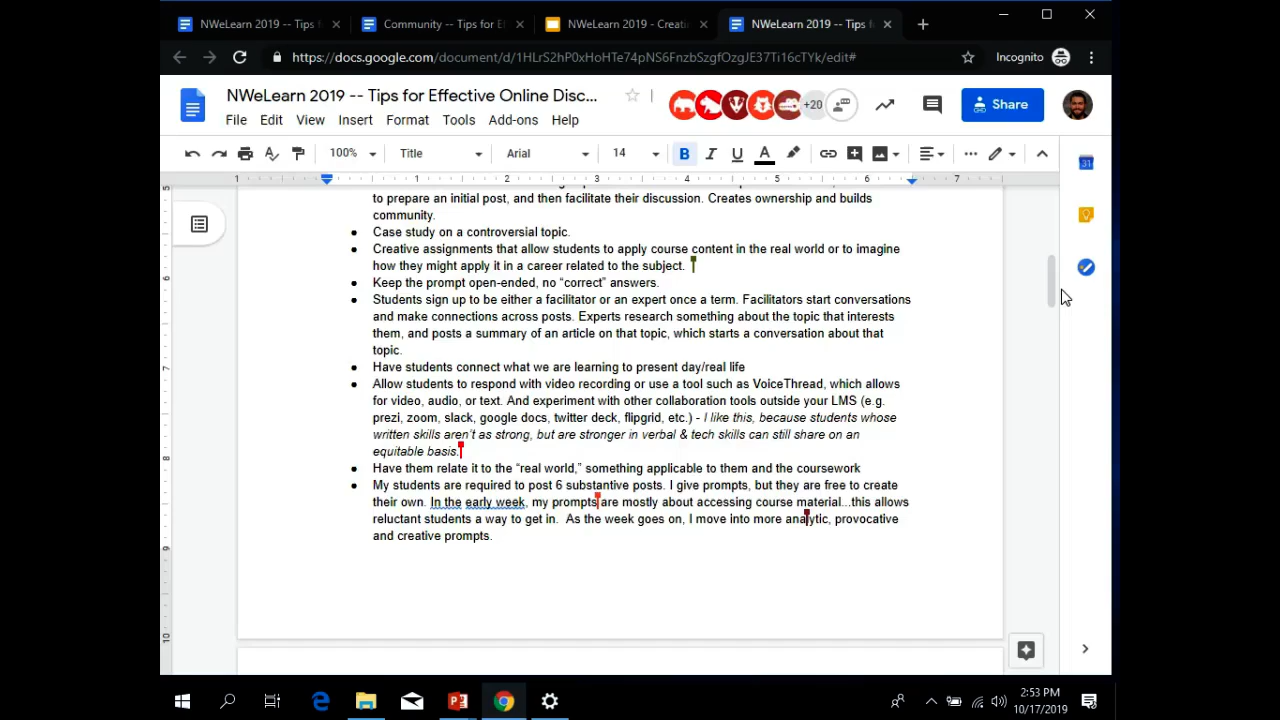 NWeLearn 2019 -- Tips f
Community -- Tips for E
NWeLearn 2019 - Creati
NWeLearn 2019 -- Tips f
https://docs.google.com/document/d/1HLrS2hP0xHoHTe74pNS6FnzbSzgfOzgJE37Ti16cTYk/edit#
Incognito
NWeLearn 2019 -- Tips for Effective Online Disc...
+20
Share
File Edit View Insert Format Tools Add-ons Help
100% Title Arial 14 B I U A
31
1 1 2 3 4 5 6 7
5
6
7
8
9
10
to prepare an initial post, and then facilitate their discussion. Creates ownership and builds
community.
● Case study on a controversial topic.
● Creative assignments that allow students to apply course content in the real world or to imagine
how they might apply it in a career related to the subject.
● Keep the prompt open-ended, no “correct” answers.
● Students sign up to be either a facilitator or an expert once a term. Facilitators start conversations
and make connections across posts. Experts research something about the topic that interests
them, and posts a summary of an article on that topic, which starts a conversation about that
topic.
● Have students connect what we are learning to present day/real life
● Allow students to respond with video recording or use a tool such as VoiceThread, which allows
for video, audio, or text. And experiment with other collaboration tools outside your LMS (e.g.
prezi, zoom, slack, google docs, twitter deck, flipgrid, etc.) - I like this, because students whose
written skills aren’t as strong, but are stronger in verbal & tech skills can still share on an
equitable basis.
● Have them relate it to the “real world,” something applicable to them and the coursework
● My students are required to post 6 substantive posts. I give prompts, but they are free to create
their own. In the early week, my prompts are mostly about accessing course material...this allows
reluctant students a way to get in. As the week goes on, I move into more analytic, provocative
and creative prompts.
2:53 PM
10/17/2019